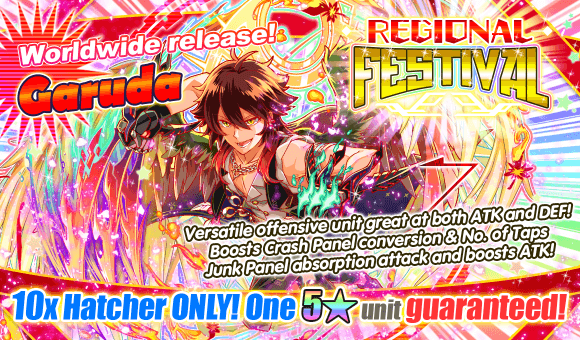 Worldwide release!
Garuda
REGIONAL
FESTIVAL
Versatile offensive unit great at both ATK and DEF!
Boosts Crash Panel conversion & No. of Taps
Junk Panel absorption attack and boosts ATK!
10x Hatcher ONLY! One 5★ unit guaranteed!